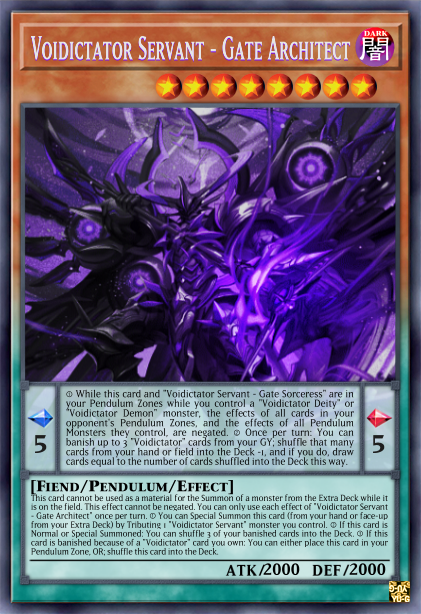 Voidictator Servant - Gate Architect
DARK
闇
① While this card and "Voidictator Servant - Gate Sorceress" are in
your Pendulum Zones while you control a "Voidictator Deity" or
"Voidictator Demon" monster, the effects of all cards in your
opponent's Pendulum Zones, and the effects of all Pendulum
Monsters they control, are negated. ② Once per turn: You can
banish up to 3 "Voidictator" cards from your GY; shuffle that many
cards from your hand or field into the Deck -1, and if you do, draw
cards equal to the number of cards shuffled into the Deck this way.
5
5
[Fiend/Pendulum/Effect]
This card cannot be used as a material for the Summon of a monster from the Extra Deck while it
is on the field. This effect cannot be negated. You can only use each effect of "Voidictator Servant
- Gate Architect" once per turn. ① You can Special Summon this card (from your hand or face-up
from your Extra Deck) by Tributing 1 "Voidictator Servant" monster you control. ② If this card is
Normal or Special Summoned: You can shuffle 3 of your banished cards into the Deck. ③ If this
card is banished because of a "Voidictator" card you own: You can either place this card in your
Pendulum Zone, OR; shuffle this card into the Deck.
ATK/2000 DEF/2000